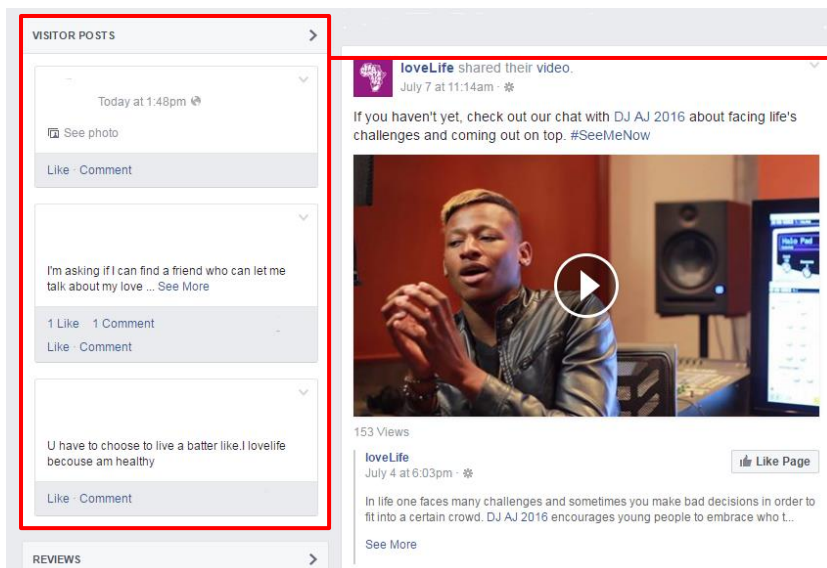 VISITOR POSTS
Today at 1:48pm
See photo
Like · Comment
I'm asking if I can find a friend who can let me
talk about my love ... See More
1 Like 1 Comment
Like · Comment
U have to choose to live a batter like.I lovelife
becouse am healthy
Like · Comment
REVIEWS
loveLife shared their video.
July 7 at 11:14am ·
If you haven't yet, check out our chat with DJ AJ 2016 about facing life's
challenges and coming out on top. #SeeMeNow
153 Views
loveLife
July 4 at 6:03pm ·
Like Page
In life one faces many challenges and sometimes you make bad decisions in order to
fit into a certain crowd. DJ AJ 2016 encourages young people to embrace who t...
See More